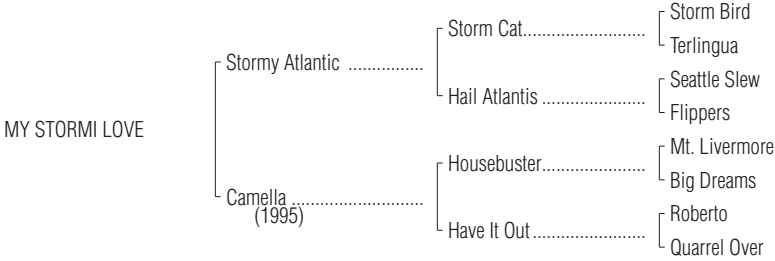 Storm Bird
Storm Cat..........................
Terlingua
Stormy Atlantic ................
Seattle Slew
Hail Atlantis ......................
Flippers
MY STORMI LOVE
Mt. Livermore
Housebuster......................
Big Dreams
Camella ............................
(1995)
Roberto
Have It Out........................
Quarrel Over